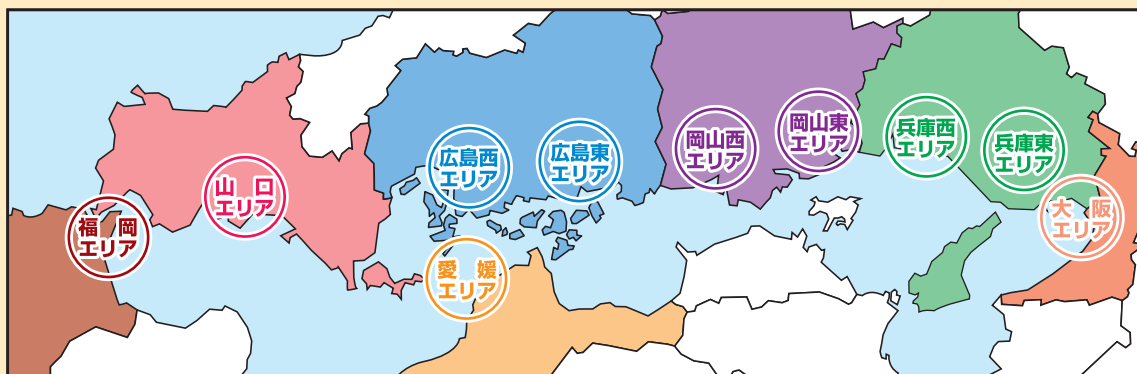 福 岡
エリア
山 口
エリア
広島西
エリア
愛 媛
エリア
広島東
エリア
岡山西
エリア
岡山東
エリア
兵庫西
エリア
兵庫東
エリア
大 阪
エリア